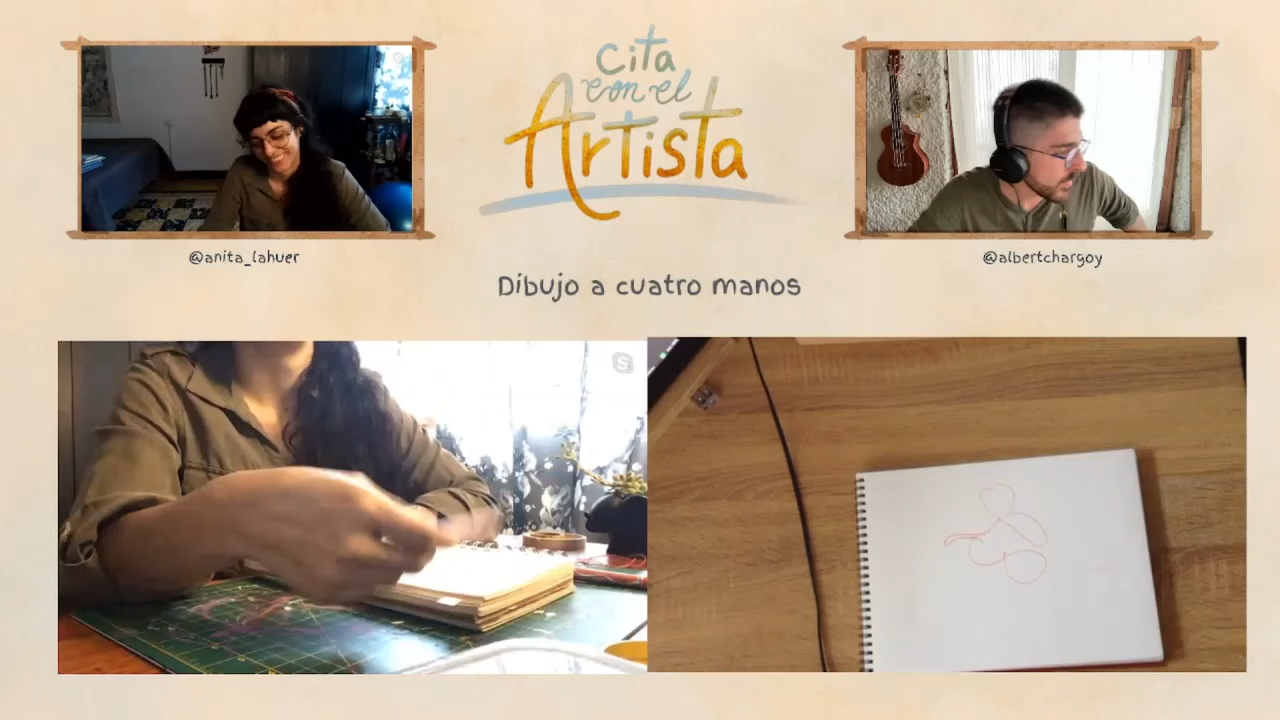 Cita
con el
Artista
@anita_lahuer
@albertchargoy
Dibujo a cuatro manos
S